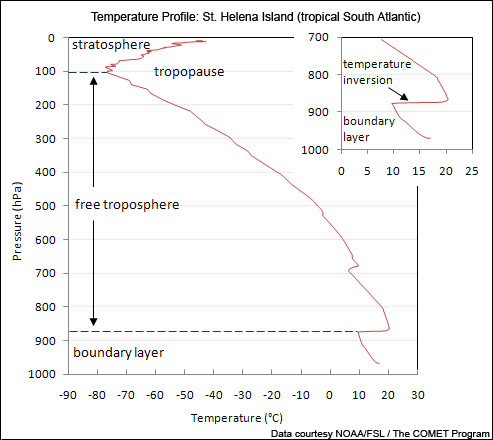 Temperature Profile: St. Helena Island (tropical South Atlantic)
0
100
200
300
400
500
600
700
800
900
1000
Pressure (hPa)
stratosphere
tropopause
free troposphere
boundary layer
-90 -80 -70 -60 -50 -40 -30 -20 -10 0 10 20 30
Temperature (°C)
700
800
900
1000
temperature
inversion
boundary
layer
0 5 10 15 20 25
Data courtesy NOAA/FSL / The COMET Program